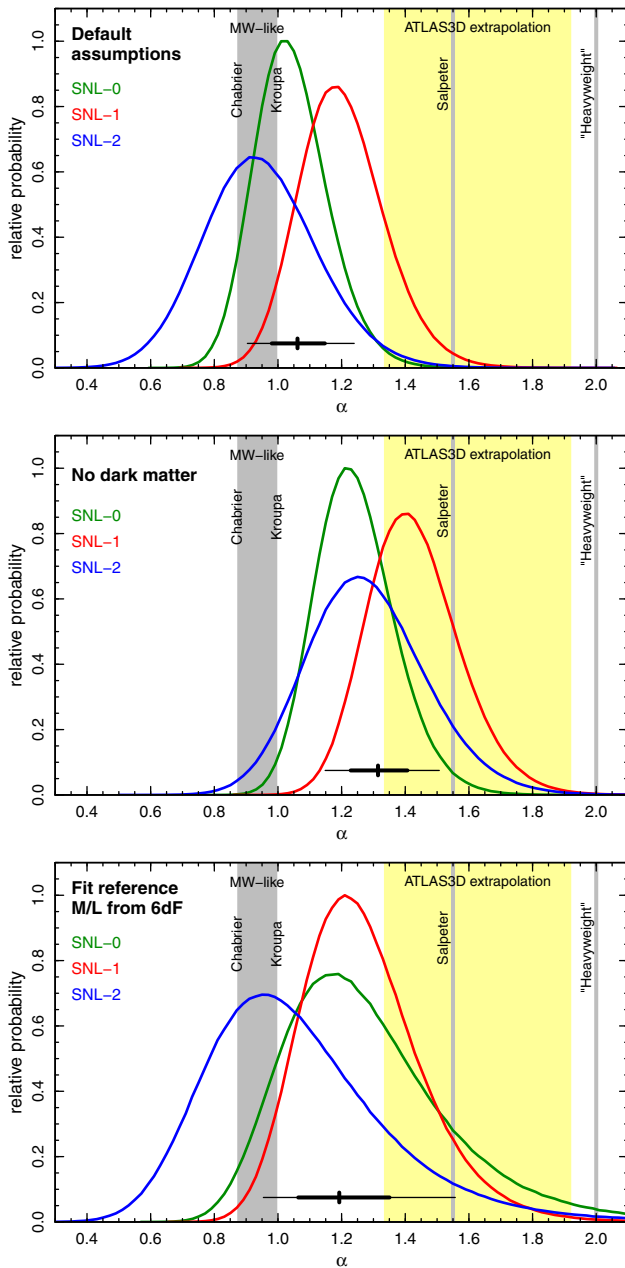 Default
assumptions
SNL-0
SNL-1
SNL-2
MW-like
ATLAS3D extrapolation
Chabrier
Kroupa
Salpeter
"Heavyweight"
relative probability
0.0 0.2 0.4 0.6 0.8 1.0
0.4 0.6 0.8 1.0 1.2 1.4 1.6 1.8 2.0
α
No dark matter
SNL-0
SNL-1
SNL-2
MW-like
ATLAS3D extrapolation
Chabrier
Kroupa
Salpeter
"Heavyweight"
relative probability
0.0 0.2 0.4 0.6 0.8 1.0
0.4 0.6 0.8 1.0 1.2 1.4 1.6 1.8 2.0
α
Fit reference
M/L from 6dF
SNL-0
SNL-1
SNL-2
MW-like
ATLAS3D extrapolation
Chabrier
Kroupa
Salpeter
"Heavyweight"
relative probability
0.0 0.2 0.4 0.6 0.8 1.0
0.4 0.6 0.8 1.0 1.2 1.4 1.6 1.8 2.0
α